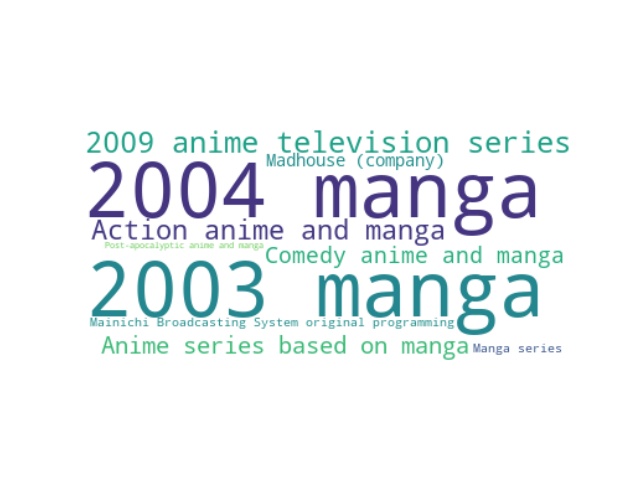 2009 anime television series
Madhouse (company)
2004 manga
Action anime and manga
Post-apocalyptic anime and manga
Comedy anime and manga
2003 manga
Mainichi Broadcasting System original programming
Anime series based on manga
Manga series